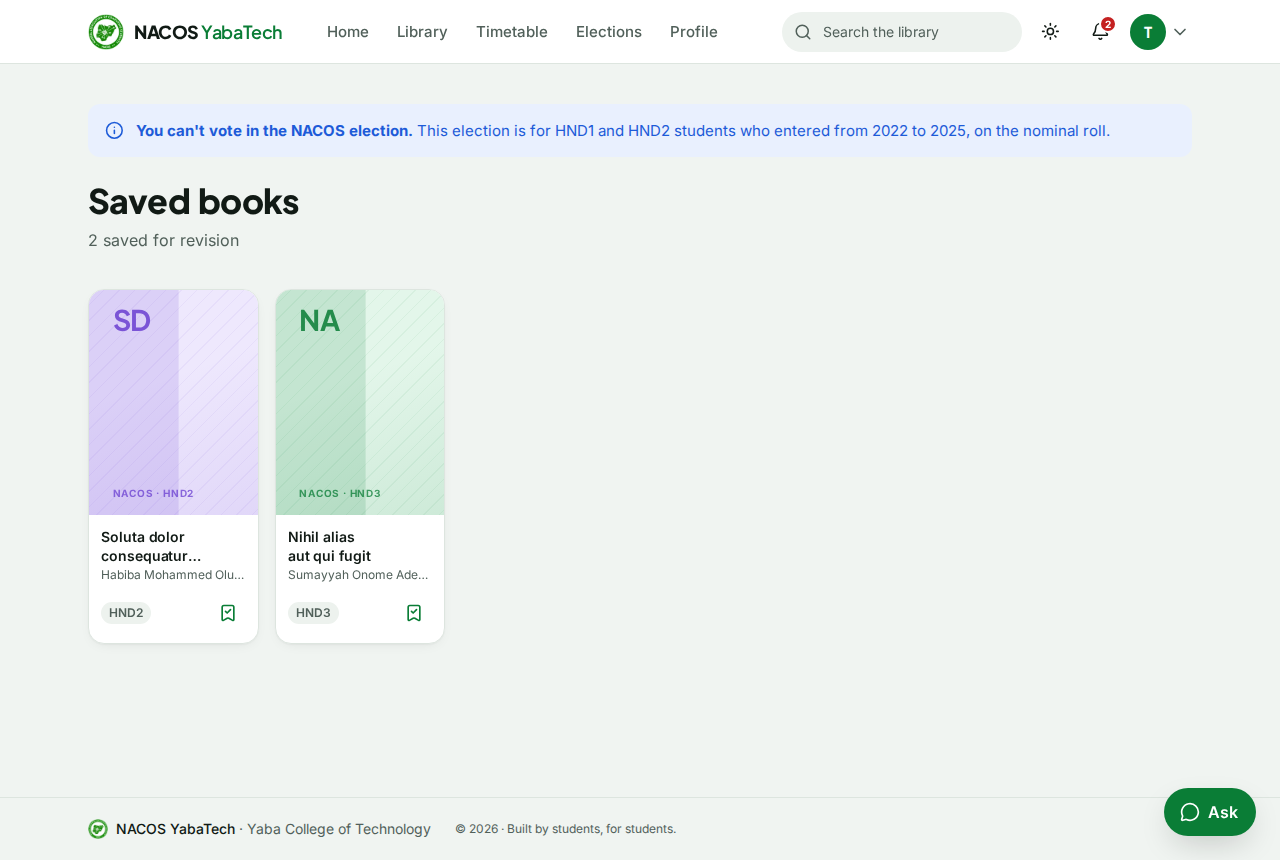 NACOS YabaTech
Home
Library
Timetable
Elections
Profile
Search the library
2
T
You can't vote in the NACOS election. This election is for HND1 and HND2 students who entered from 2022 to 2025, on the nominal roll.
Saved books
2 saved for revision
SD
NACOS · HND2
Soluta dolor
consequatur...
Habiba Mohammed Olu...
HND2
NA
NACOS · HND3
Nihil alias
aut qui fugit
Sumayyah Onome Ade...
HND3
NACOS YabaTech · Yaba College of Technology
© 2026 · Built by students, for students.
Ask